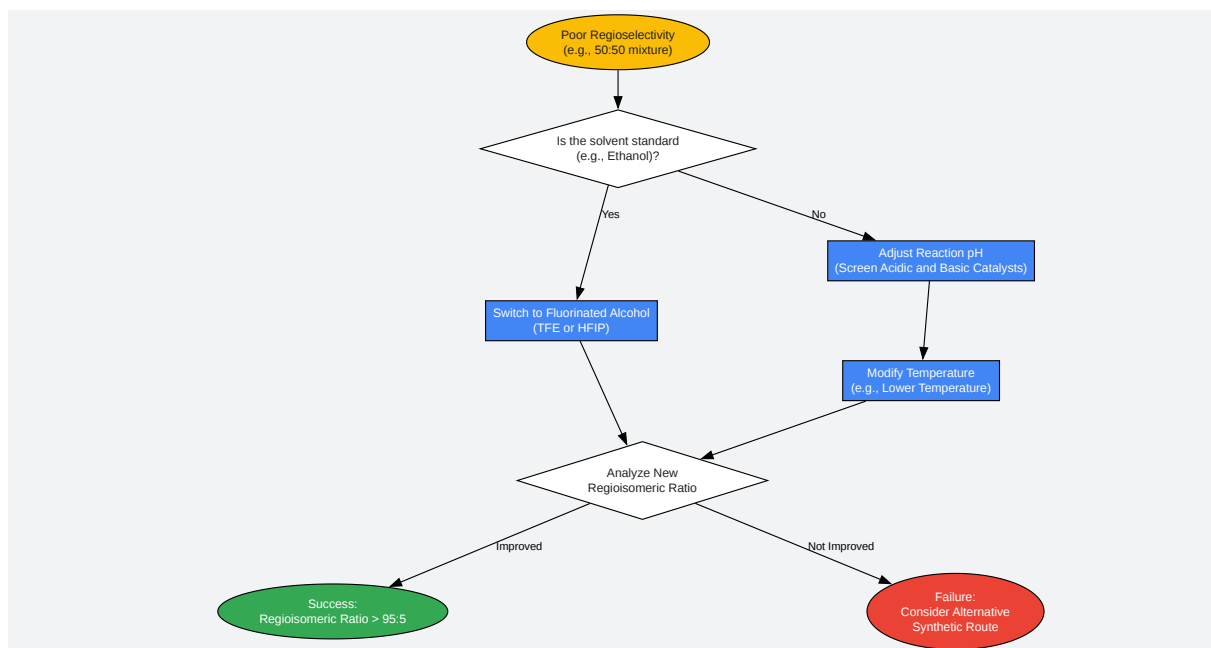 Poor Regioselectivity
(e.g., 50:50 mixture)
Is the solvent standard
(e.g., Ethanol)?
Yes
No
Adjust Reaction pH
(Screen Acidic and Basic Catalysts)
Switch to Fluorinated Alcohol
(TFE or HFIP)
Modify Temperature
(e.g., Lower Temperature)
Analyze New
Regioisomeric Ratio
Improved
Not Improved
Success:
Regioisomeric Ratio > 95:5
Failure:
Consider Alternative
Synthetic Route